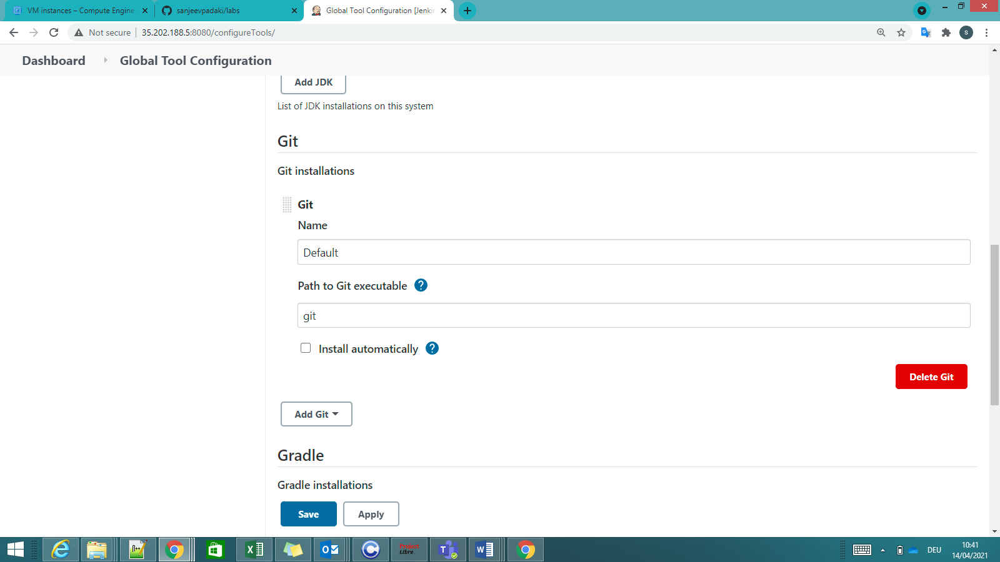 VM instances – Compute Engine
sanjeevpadaki/labs
Global Tool Configuration [Jenki
Not secure
35.202.188.5:8080/configureTools/
S
Dashboard
Global Tool Configuration
Add JDK
List of JDK installations on this system
Git
Git installations
Git
Name
Default
Path to Git executable ?
git
Install automatically ?
Delete Git
Add Git
Gradle
Gradle installations
Save
Apply
Project
Libre
DEU
10:41
14/04/2021